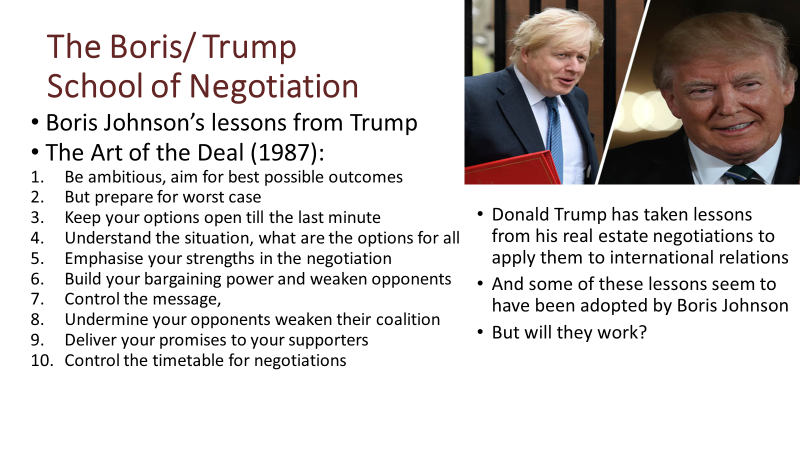 The Boris/ Trump
School of Negotiation
• Boris Johnson’s lessons from Trump
• The Art of the Deal (1987):
1. Be ambitious, aim for best possible outcomes
2. But prepare for worst case
3. Keep your options open till the last minute
4. Understand the situation, what are the options for all
5. Emphasise your strengths in the negotiation
6. Build your bargaining power and weaken opponents
7. Control the message,
8. Undermine your opponents weaken their coalition
9. Deliver your promises to your supporters
10. Control the timetable for negotiations
• Donald Trump has taken lessons
from his real estate negotiations to
apply them to international relations
• And some of these lessons seem to
have been adopted by Boris Johnson
• But will they work?